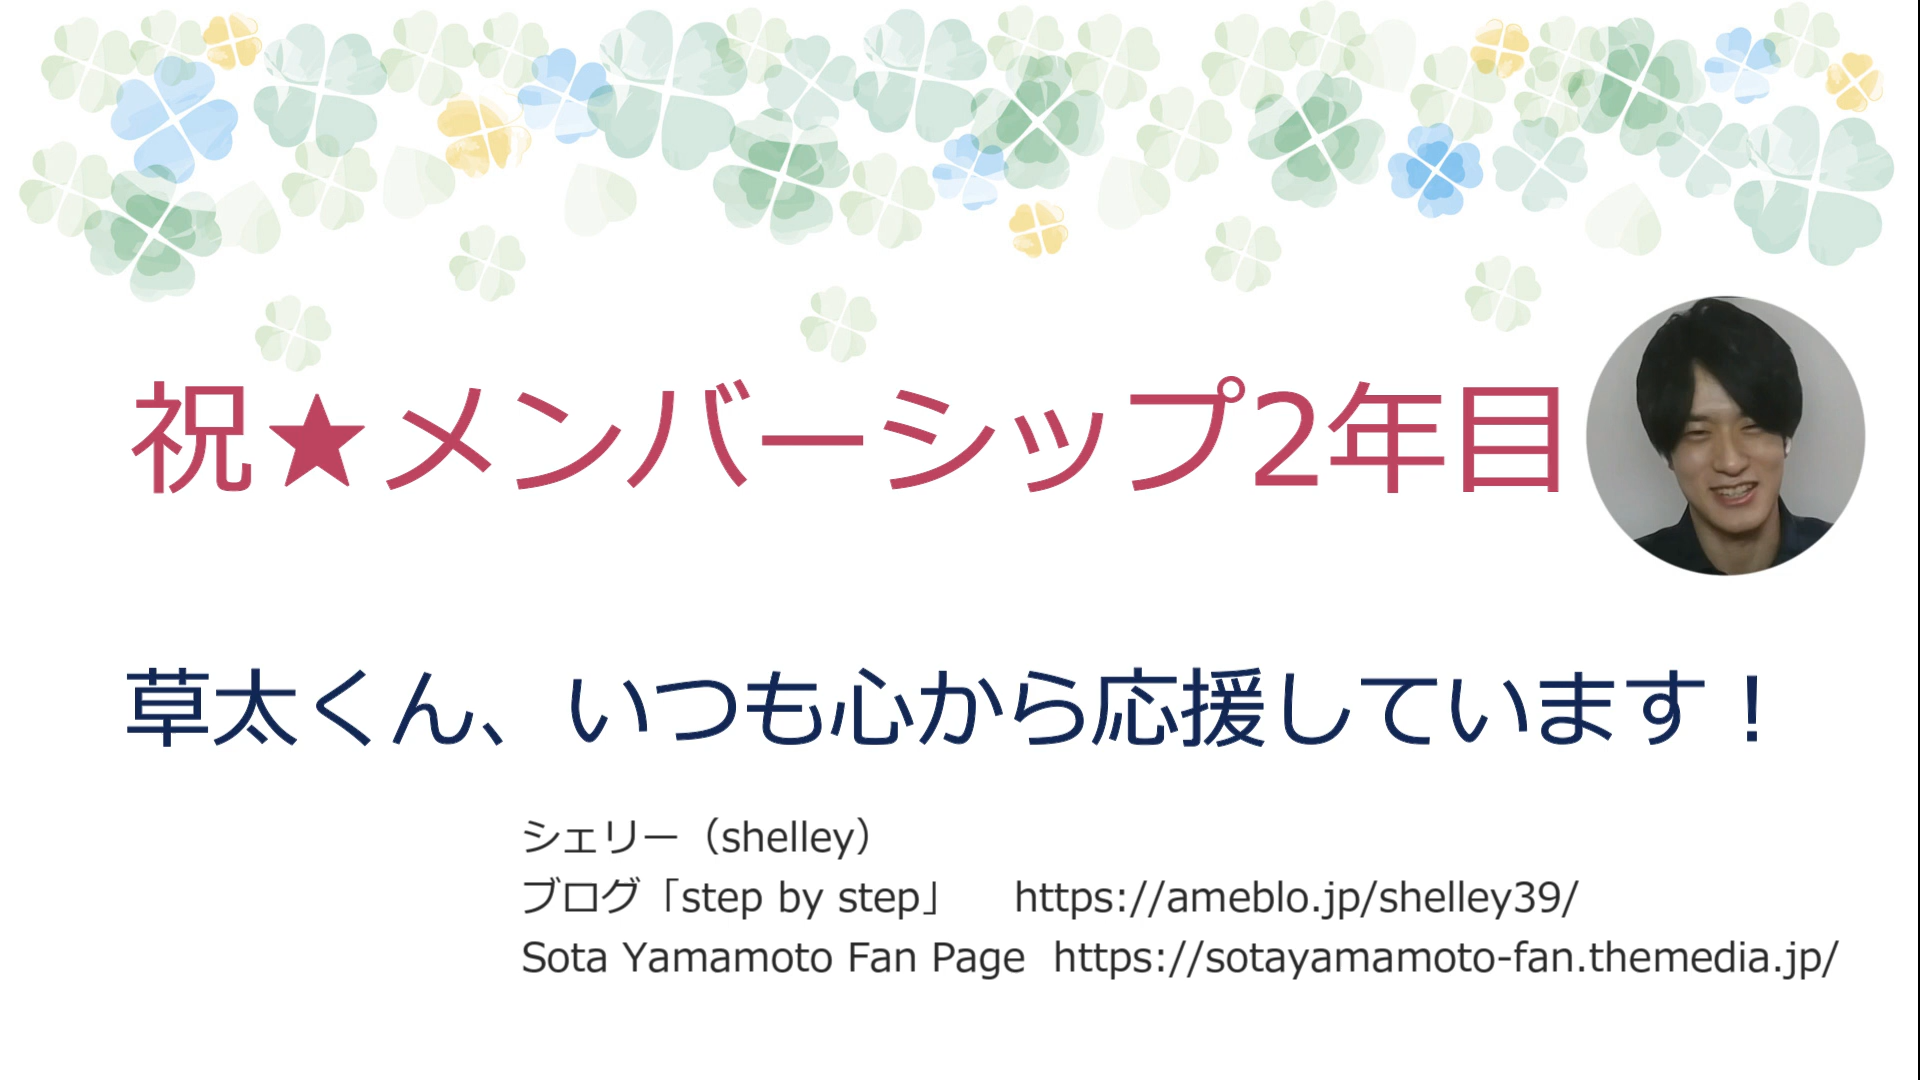 祝★メンバーシップ2年目
草太くん、いつも心から応援しています！
シェリー（shelley）
ブログ「step by step」　https://ameblo.jp/shelley39/
Sota Yamamoto Fan Page https://sotayamamoto-fan.themedia.jp/